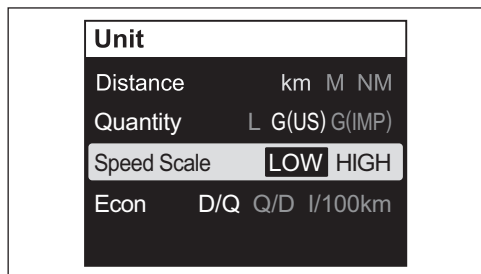 Unit
Distance km M NM
Quantity L G(US) G(IMP)
Speed Scale LOW HIGH
Econ D/Q Q/D l/100km